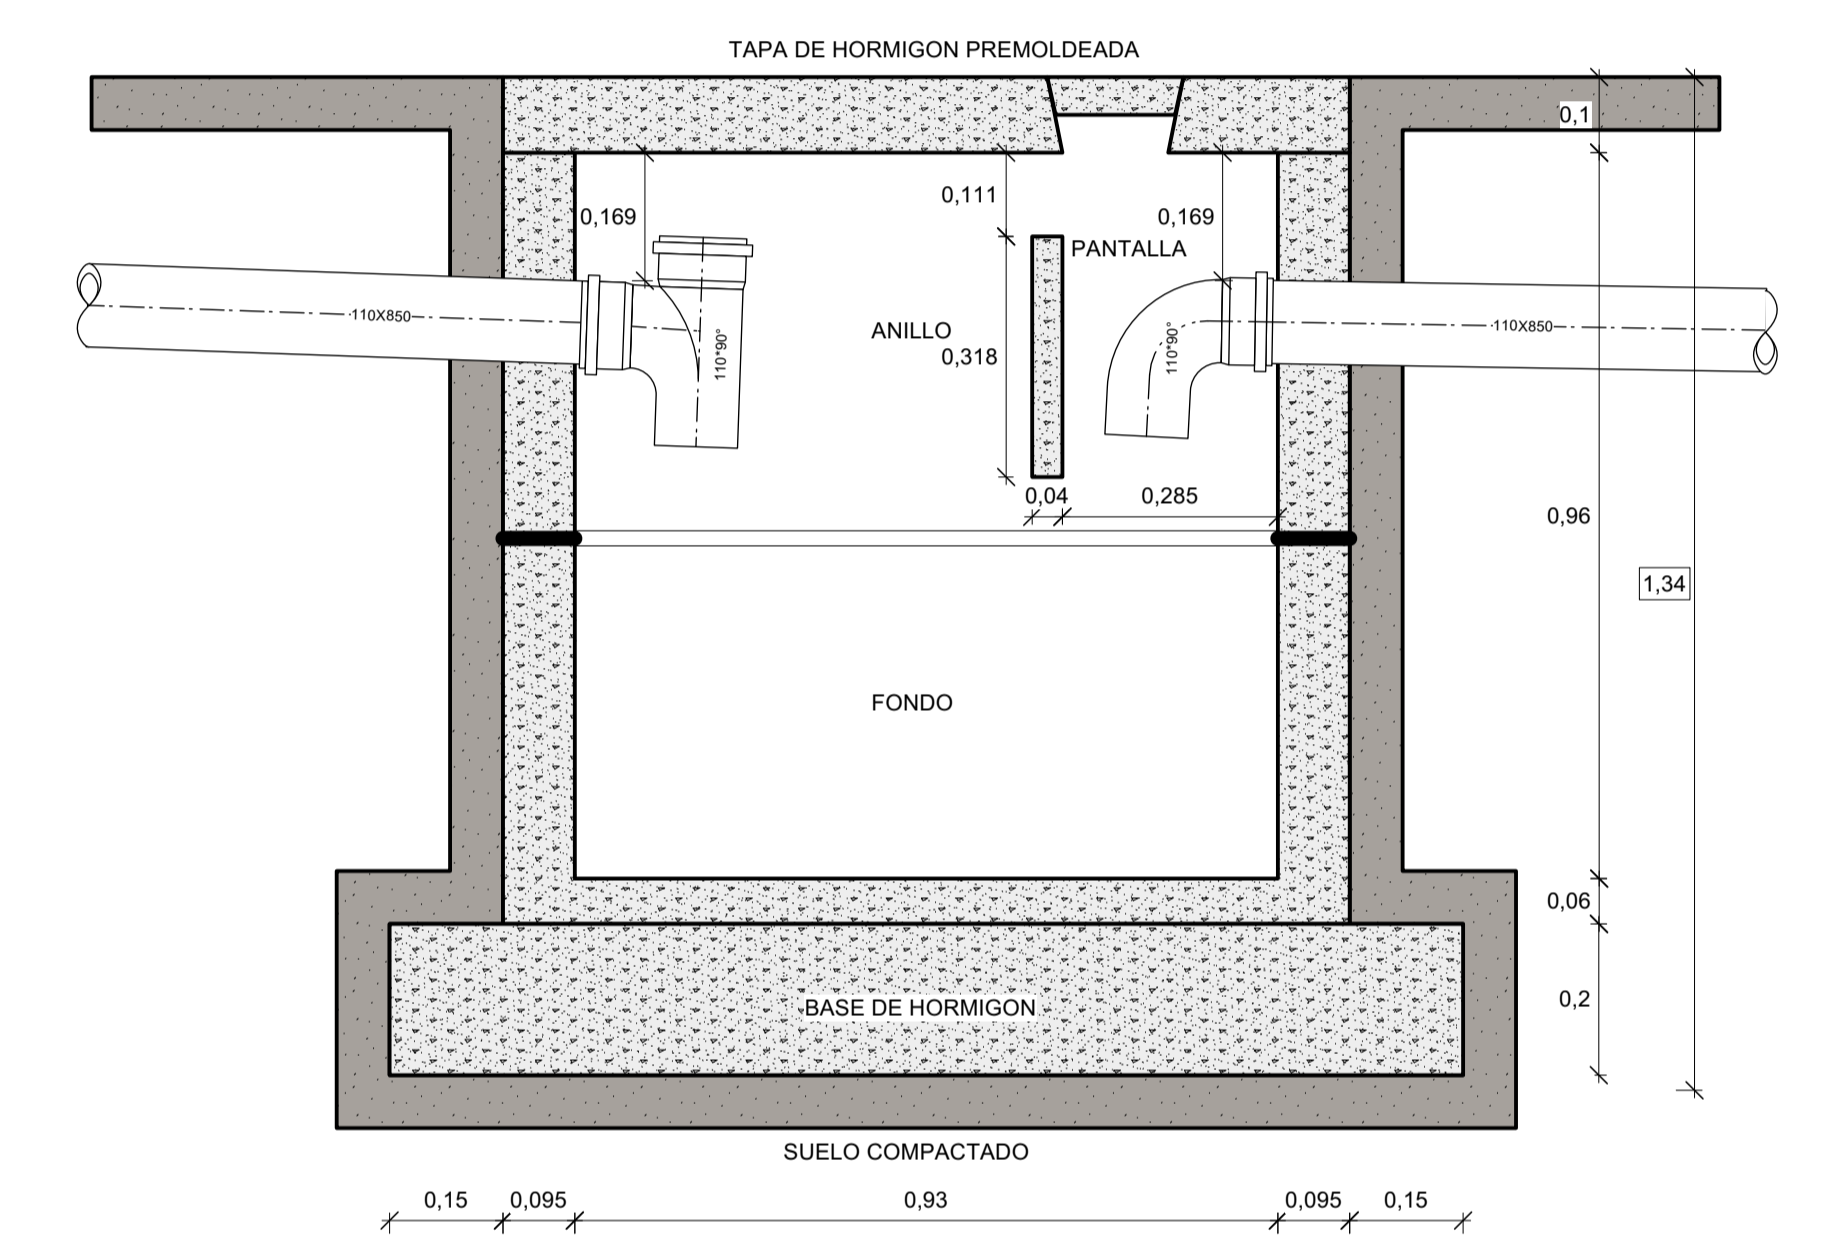 TAPA DE HORMIGON PREMOLDEADA
0,1
0,111
0,169
0,169
PANTALLA
110X850
110*90°
ANILLO
0,318
110*90°
110X850
0,04
0,285
0,96
1,34
FONDO
0,06
0,2
BASE DE HORMIGON
SUELO COMPACTADO
0,15
0,095
0,93
0,095
0,15